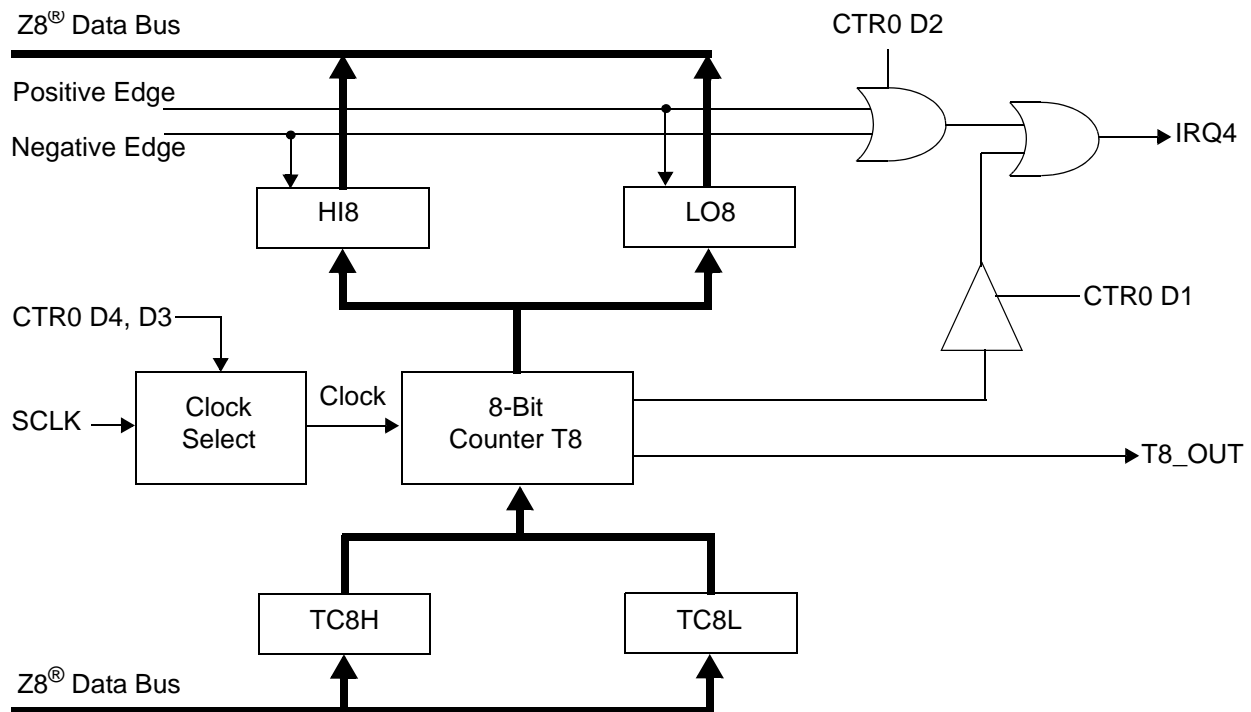 Z8® Data Bus
CTR0 D2
Positive Edge
Negative Edge
IRQ4
HI8
LO8
CTR0 D4, D3
CTR0 D1
SCLK
Clock
Select
Clock
8-Bit
Counter T8
T8_OUT
TC8H
TC8L
Z8® Data Bus